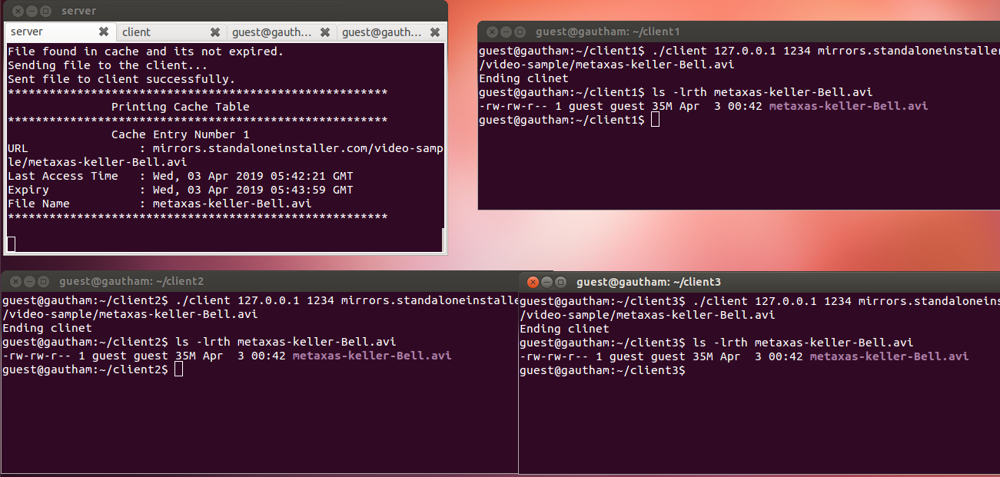 server
server
client
guest@gauth...
guest@gauth...
File found in cache and its not expired.
Sending file to the client...
Sent file to client successfully.
*******************************************************
Printing Cache Table
*******************************************************
Cache Entry Number 1
URL : mirrors.standaloneinstaller.com/video-samp
le/metaxas-keller-Bell.avi
Last Access Time : Wed, 03 Apr 2019 05:42:21 GMT
Expiry : Wed, 03 Apr 2019 05:43:59 GMT
File Name : metaxas-keller-Bell.avi
*******************************************************
guest@gautham: ~/client1
guest@gautham:~/client1$ ./client 127.0.0.1 1234 mirrors.standaloneinstaller
/video-sample/metaxas-keller-Bell.avi
Ending clinet
guest@gautham:~/client1$ ls -lrth metaxas-keller-Bell.avi
-rw-rw-r-- 1 guest guest 35M Apr  3 00:42 metaxas-keller-Bell.avi
guest@gautham:~/client1$
guest@gautham: ~/client2
guest@gautham:~/client2$ ./client 127.0.0.1 1234 mirrors.standaloneinstalle
/video-sample/metaxas-keller-Bell.avi
Ending clinet
guest@gautham:~/client2$ ls -lrth metaxas-keller-Bell.avi
-rw-rw-r-- 1 guest guest 35M Apr  3 00:42 metaxas-keller-Bell.avi
guest@gautham:~/client2$
guest@gautham: ~/client3
guest@gautham:~/client3$ ./client 127.0.0.1 1234 mirrors.standaloneins
/video-sample/metaxas-keller-Bell.avi
Ending clinet
guest@gautham:~/client3$ ls -lrth metaxas-keller-Bell.avi
-rw-rw-r-- 1 guest guest 35M Apr  3 00:42 metaxas-keller-Bell.avi
guest@gautham:~/client3$